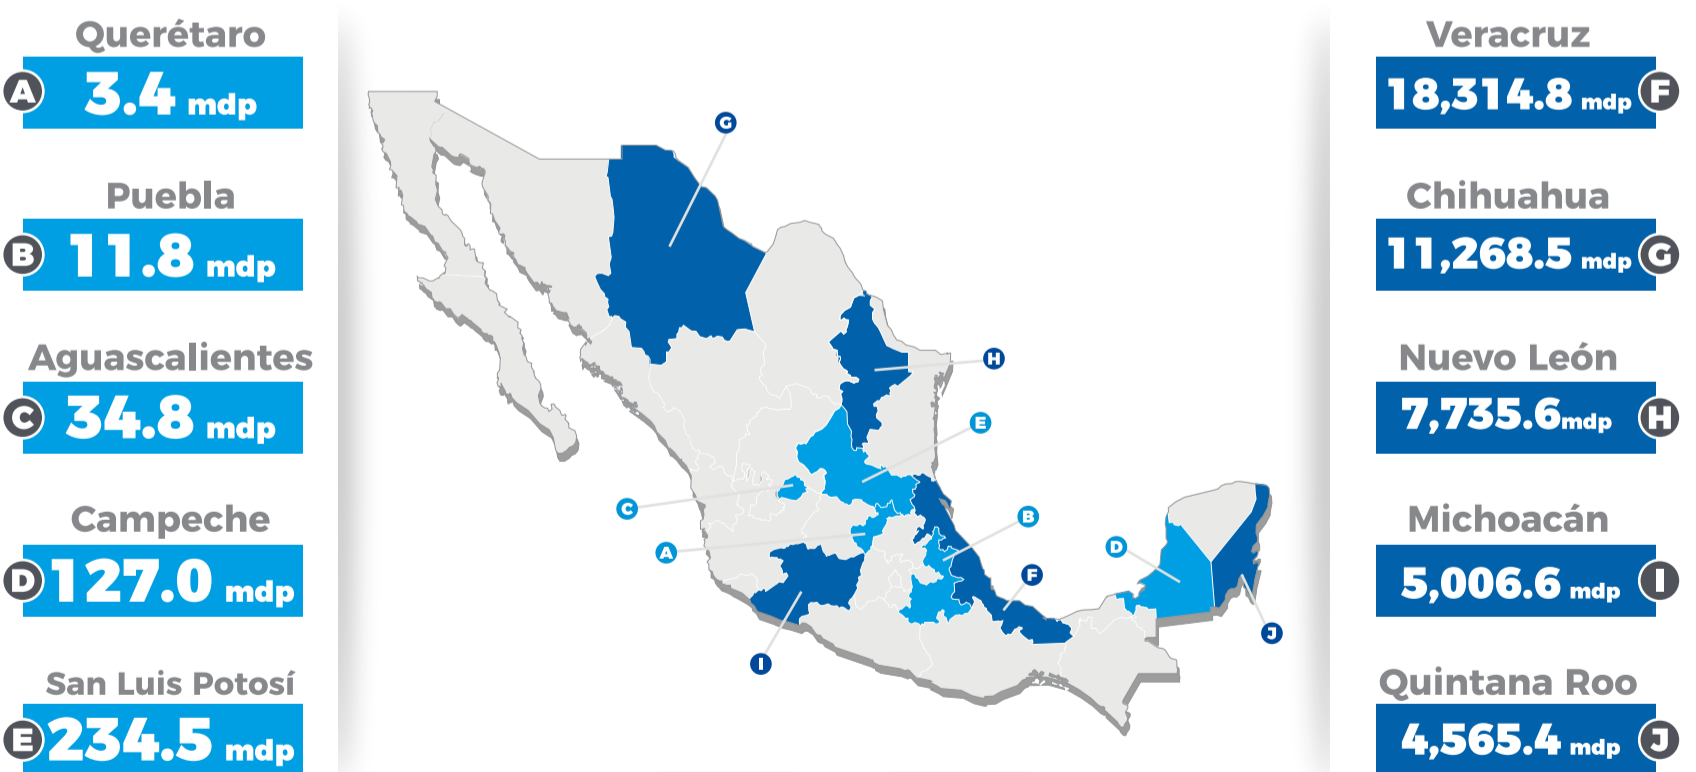 Querétaro
A 3.4 mdp
Puebla
B 11.8 mdp
Aguascalientes
C 34.8 mdp
Campeche
D 127.0 mdp
San Luis Potosí
E 234.5 mdp
G
H
E
C
B
A
D
F
J
I
Veracruz
18,314.8 mdp F
Chihuahua
11,268.5 mdp G
Nuevo León
7,735.6mdp H
Michoacán
5,006.6 mdp I
Quintana Roo
4,565.4 mdp J